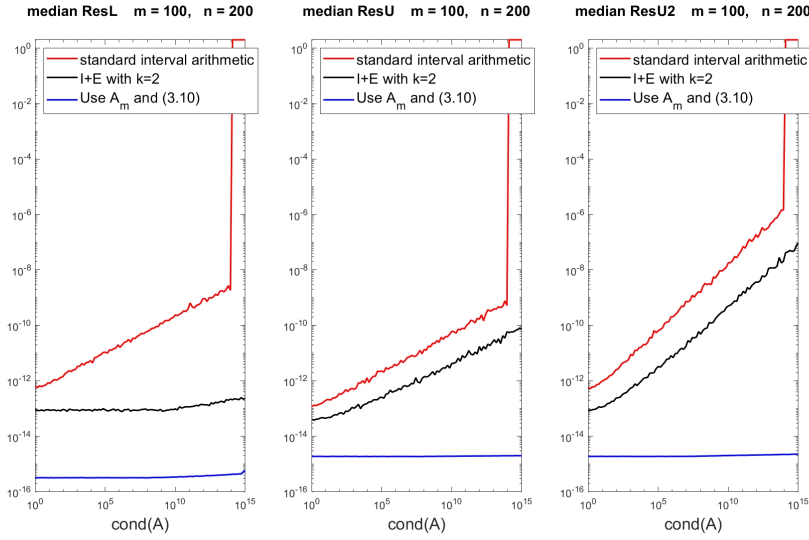 median ResL m = 100, n = 200
standard interval arithmetic
I+E with k=2
Use A_m and (3.10)
10^0
10^-2
10^-4
10^-6
10^-8
10^-10
10^-12
10^-14
10^-16
10^0 10^5 10^10 10^15
cond(A)
median ResU m = 100, n = 200
standard interval arithmetic
I+E with k=2
Use A_m and (3.10)
10^0
10^-2
10^-4
10^-6
10^-8
10^-10
10^-12
10^-14
10^-16
10^0 10^5 10^10 10^15
cond(A)
median ResU2 m = 100, n = 200
standard interval arithmetic
I+E with k=2
Use A_m and (3.10)
10^0
10^-2
10^-4
10^-6
10^-8
10^-10
10^-12
10^-14
10^-16
10^0 10^5 10^10 10^15
cond(A)